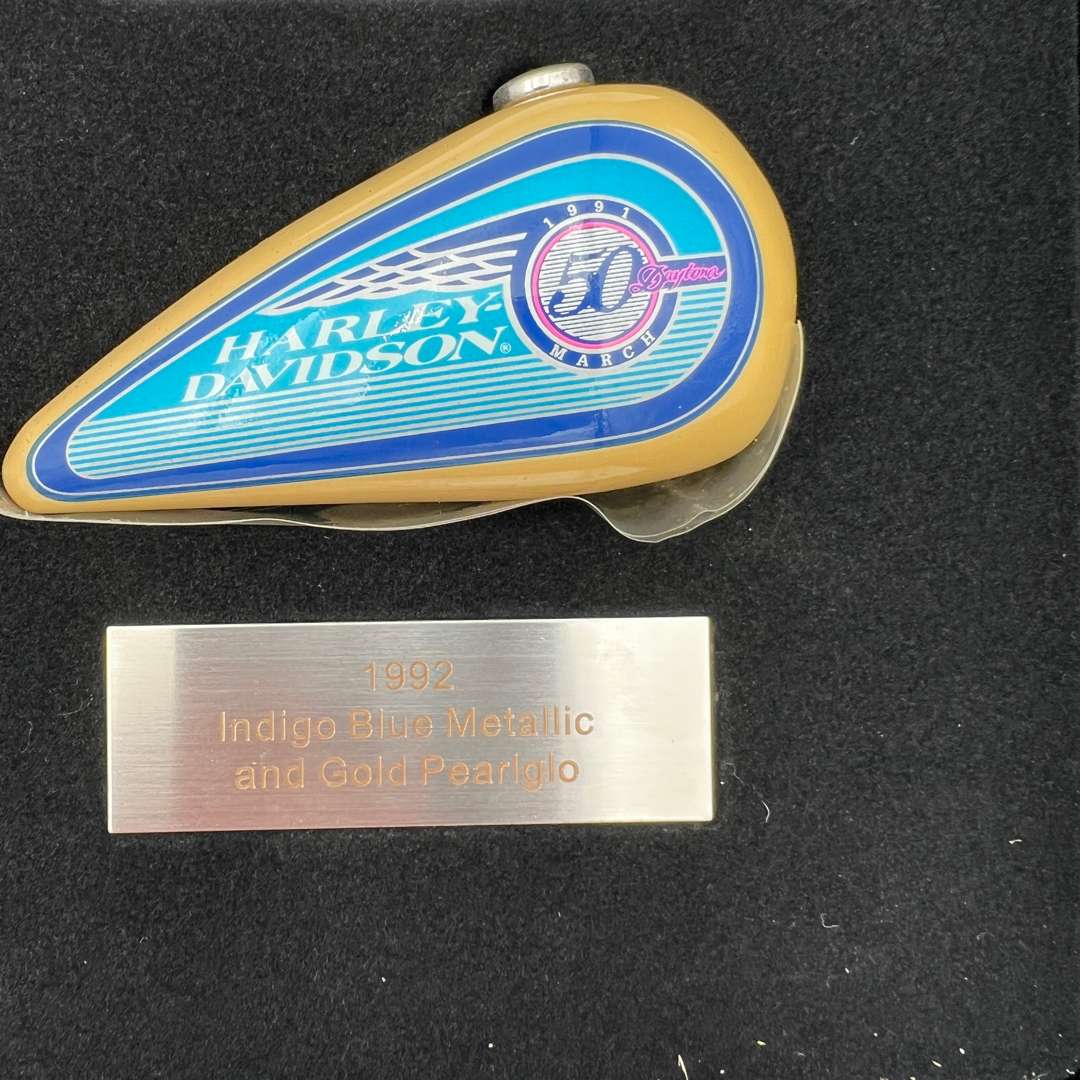 1991
50
Daytona
MARCH
HARLEY-
DAVIDSON®
1992
Indigo Blue Metallic
and Gold Pearlglo